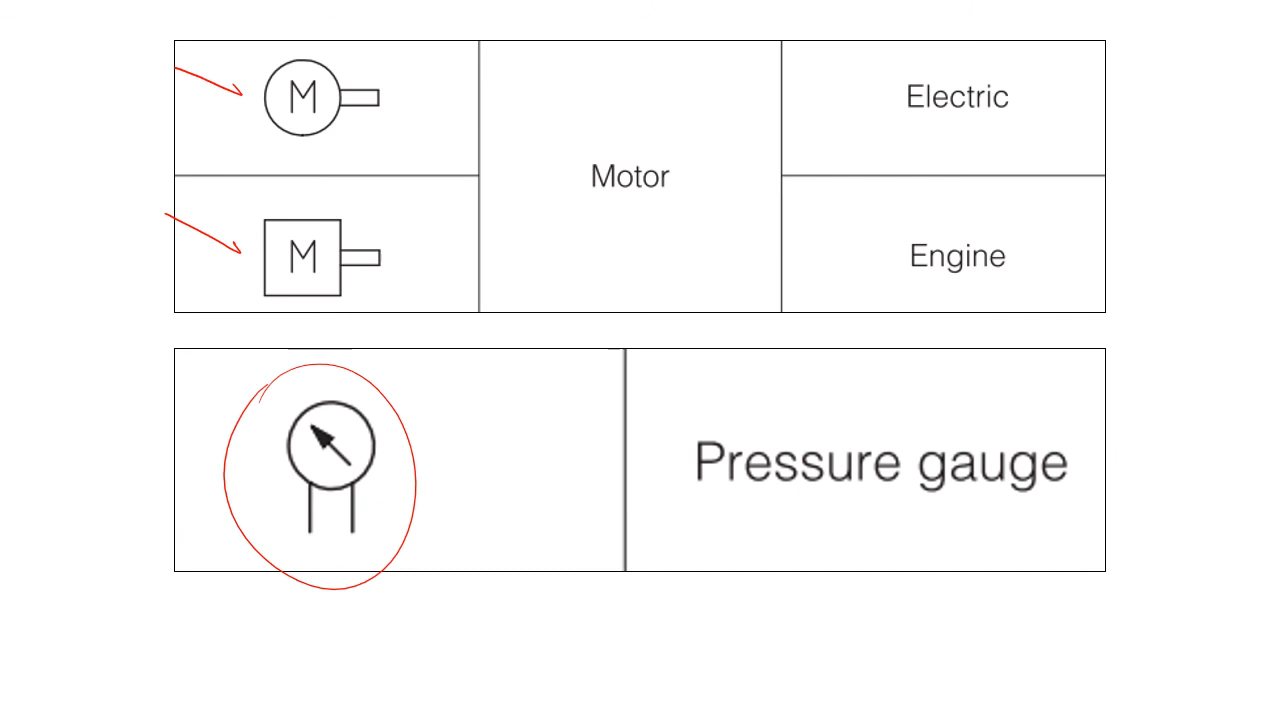 M
Electric
Motor
M
Engine
Pressure gauge